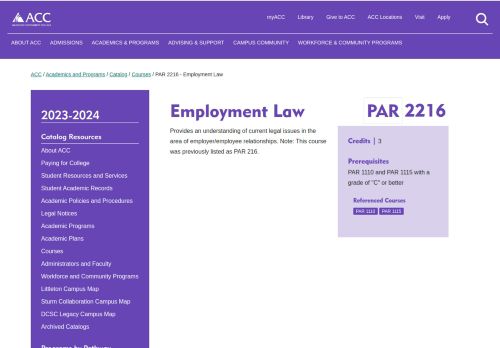 ACC
myACC Library Give to ACC ACC Locations Visit Apply
ABOUT ACC ADMISSIONS ACADEMICS & PROGRAMS ADVISING & SUPPORT CAMPUS COMMUNITY WORKFORCE & COMMUNITY PROGRAMS
ACC / Academics and Programs / Catalog / Courses / PAR 2216 - Employment Law
2023-2024
Catalog Resources
About ACC
Paying for College
Student Resources and Services
Student Academic Records
Academic Policies and Procedures
Legal Notices
Academic Programs
Academic Plans
Courses
Administrators and Faculty
Workforce and Community Programs
Littleton Campus Map
Sturm Collaboration Campus Map
DCSC Legacy Campus Map
Archived Catalogs
Programs by Pathway
Employment Law
Provides an understanding of current legal issues in the
area of employer/employee relationships. Note: This course
was previously listed as PAR 216.
PAR 2216
Credits | 3
Prerequisites
PAR 1110 and PAR 1115 with a
grade of "C" or better
Referenced Courses
PAR 1110 PAR 1115